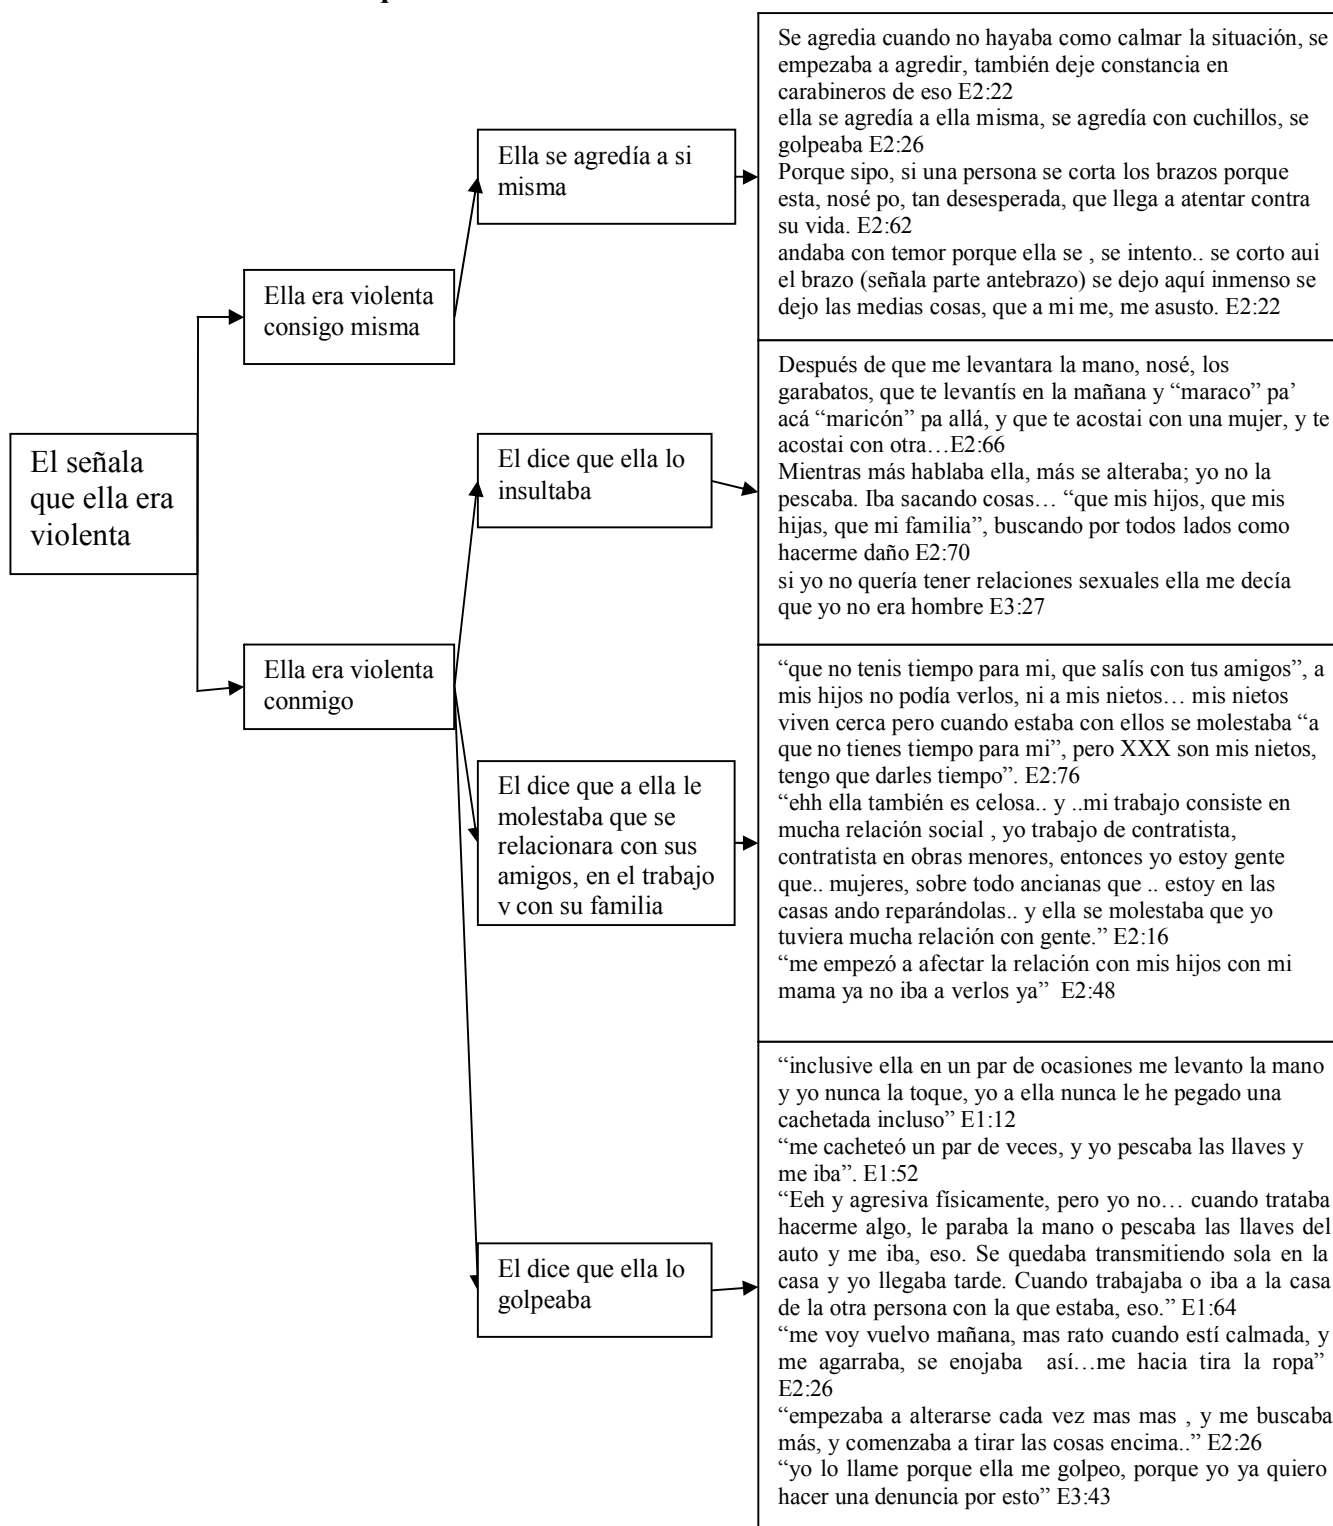 El señala
que ella era
violenta
Ella era violenta
consigo misma
Ella se agredía a si
misma
Se agredia cuando no hayaba como calmar la situación, se
empezaba a agredir, también deje constancia en
carabineros de eso E2:22
ella se agredía a ella misma, se agredía con cuchillos, se
golpeaba E2:26
Porque sipo, si una persona se corta los brazos porque
esta, nosé po, tan desesperada, que llega a atentar contra
su vida. E2:62
andaba con temor porque ella se , se intento.. se corto aui
el brazo (señala parte antebrazo) se dejo aquí inmenso se
dejo las medias cosas, que a mi me, me asusto. E2:22
Ella era violenta
conmigo
El dice que ella lo
insultaba
Después de que me levantara la mano, nosé, los
garabatos, que te levantís en la mañana y “maraco” pa’
acá “maricón” pa allá, y que te acostai con una mujer, y te
acostai con otra…E2:66
Mientras más hablaba ella, más se alteraba; yo no la
pescaba. Iba sacando cosas… “que mis hijos, que mis
hijas, que mi familia”, buscando por todos lados como
hacerme daño E2:70
si yo no quería tener relaciones sexuales ella me decía
que yo no era hombre E3:27
El dice que a ella le
molestaba que se
relacionara con sus
amigos, en el trabajo
y con su familia
“que no tenis tiempo para mi, que salís con tus amigos”, a
mis hijos no podía verlos, ni a mis nietos… mis nietos
viven cerca pero cuando estaba con ellos se molestaba “a
que no tienes tiempo para mi”, pero XXX son mis nietos,
tengo que darles tiempo”. E2:76
“ehh ella también es celosa.. y ..mi trabajo consiste en
mucha relación social , yo trabajo de contratista,
contratista en obras menores, entonces yo estoy gente
que.. mujeres, sobre todo ancianas que .. estoy en las
casas ando reparándolas.. y ella se molestaba que yo
tuviera mucha relación con gente.” E2:16
“me empezó a afectar la relación con mis hijos con mi
mama ya no iba a verlos ya” E2:48
El dice que ella lo
golpeaba
“inclusive ella en un par de ocasiones me levanto la mano
y yo nunca la toque, yo a ella nunca le he pegado una
cachetada incluso” E1:12
“me cacheteó un par de veces, y yo pescaba las llaves y
me iba”. E1:52
“Eeh y agresiva físicamente, pero yo no… cuando trataba
hacerme algo, le paraba la mano o pescaba las llaves del
auto y me iba, eso. Se quedaba transmitiendo sola en la
casa y yo llegaba tarde. Cuando trabajaba o iba a la casa
de la otra persona con la que estaba, eso.” E1:64
“me voy vuelvo mañana, mas rato cuando estí calmada, y
me agarraba, se enojaba así…me hacia tira la ropa”
E2:26
“empezaba a alterarse cada vez mas mas , y me buscaba
más, y comenzaba a tirar las cosas encima..” E2:26
“yo lo llame porque ella me golpeo, porque yo ya quiero
hacer una denuncia por esto” E3:43